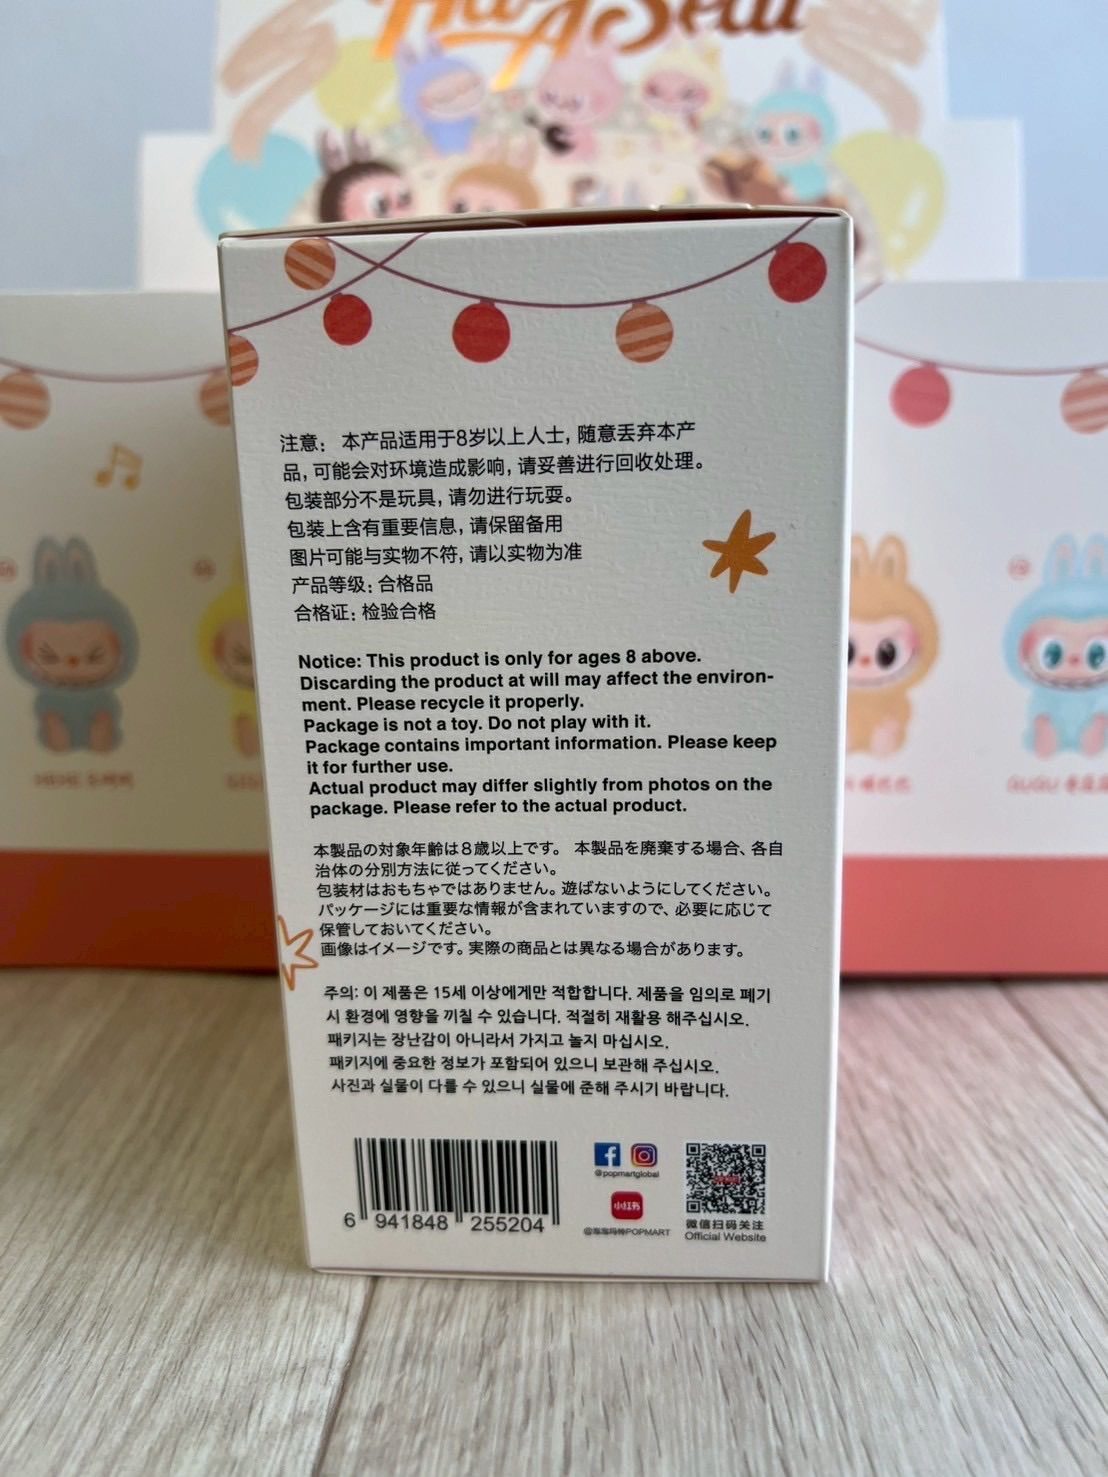 Have A Seat
注意：本产品适用于8岁以上人士，随意丢弃本产
品，可能会对环境造成影响，请妥善进行回收处理。
包装部分不是玩具，请勿进行玩耍。
包装上含有重要信息，请保留备用
图片可能与实物不符，请以实物为准
产品等级：合格品
合格证：检验合格
Notice: This product is only for ages 8 above.
Discarding the product at will may affect the environ-
ment. Please recycle it properly.
Package is not a toy. Do not play with it.
Package contains important information. Please keep
it for further use.
Actual product may differ slightly from photos on the
package. Please refer to the actual product.
本製品の対象年齢は8歳以上です。 本製品を廃棄する場合、各自
治体の分別方法に従ってください。
包装材はおもちゃではありません。遊ばないようにしてください。
パッケージには重要な情報が含まれていますので、必要に応じて
保管しておいてください。
画像はイメージです。実際の商品とは異なる場合があります。
주의: 이 제품은 15세 이상에게만 적합합니다. 제품을 임의로 폐기
시 환경에 영향을 끼칠 수 있습니다. 적절히 재활용 해주십시오.
패키지는 장난감이 아니라서 가지고 놀지 마십시오.
패키지에 중요한 정보가 포함되어 있으니 보관해 주십시오.
사진과 실물이 다를 수 있으니 실물에 준해 주시기 바랍니다.
6 941848 255204
@popmartglobal
小红书
@泡泡玛特POPMART
微信扫码关注
Official Website
HEHE
GUGU